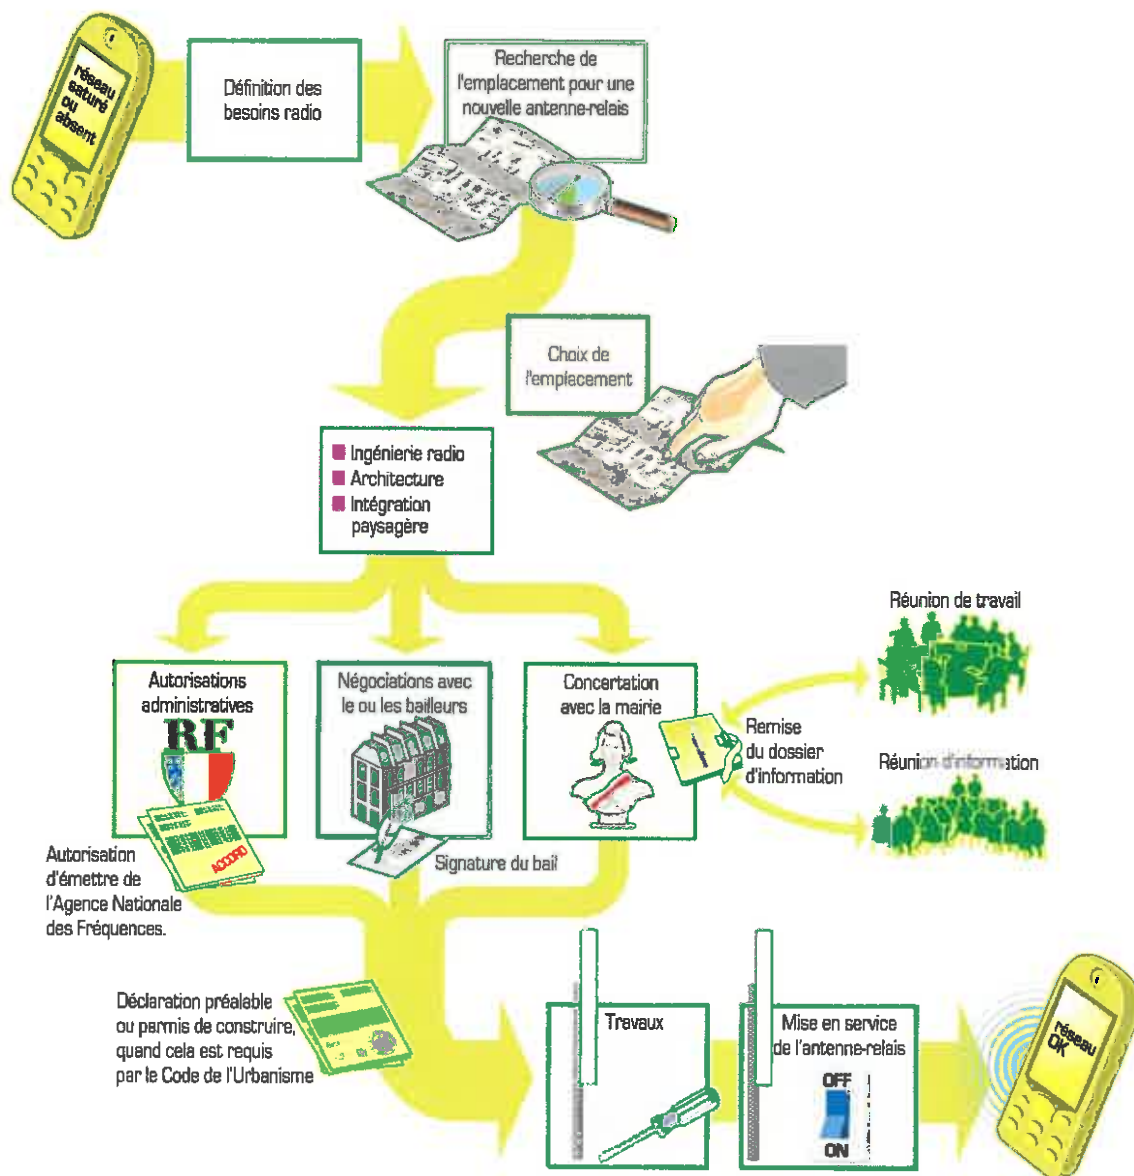 réseau
saturé
ou
absent
Définition des
besoins radio
Recherche de
l'emplacement pour une
nouvelle antenne-relais
Choix de
l'emplacement
Ingénierie radio
Architecture
Intégration
paysagère
Autorisations
administratives
RF
ACCORD
Autorisation
d'émettre de
l'Agence Nationale
des Fréquences.
Négociations avec
le ou les bailleurs
Signature du bail
Concertation
avec la mairie
Remise
du dossier
d'information
Réunion de travail
Réunion d'information
Déclaration préalable
ou permis de construire,
quand cela est requis
par le Code de l'Urbanisme
Travaux
Mise en service
de l'antenne-relais
OFF
ON
réseau
OK